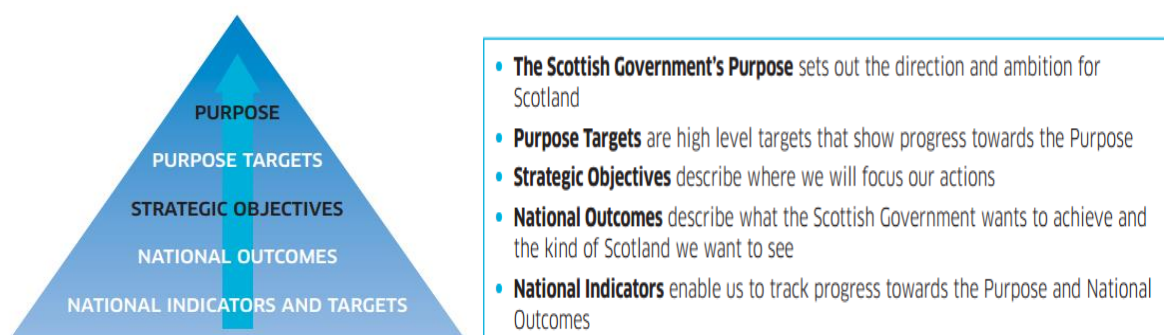 PURPOSE
PURPOSE TARGETS
STRATEGIC OBJECTIVES
NATIONAL OUTCOMES
NATIONAL INDICATORS AND TARGETS
• The Scottish Government's Purpose sets out the direction and ambition for
Scotland
• Purpose Targets are high level targets that show progress towards the Purpose
• Strategic Objectives describe where we will focus our actions
• National Outcomes describe what the Scottish Government wants to achieve and
the kind of Scotland we want to see
• National Indicators enable us to track progress towards the Purpose and National
Outcomes